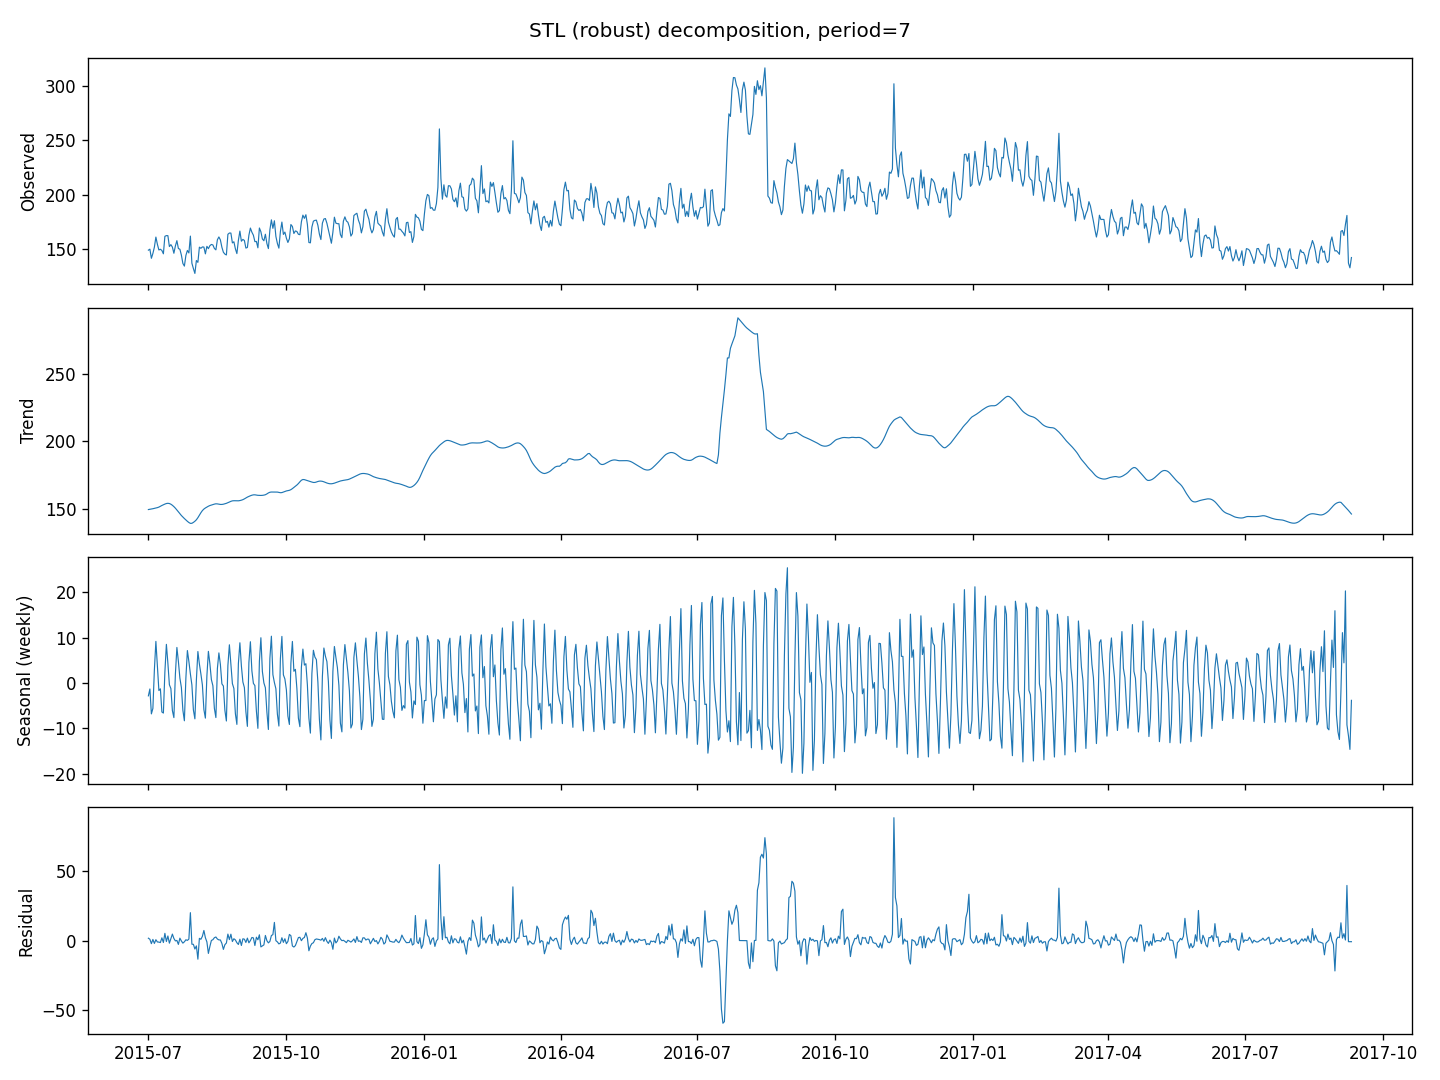 STL (robust) decomposition, period=7
Observed
300
250
200
150
Trend
250
200
150
Seasonal (weekly)
20
10
0
−10
−20
Residual
50
0
−50
2015-07 2015-10 2016-01 2016-04 2016-07 2016-10 2017-01 2017-04 2017-07 2017-10